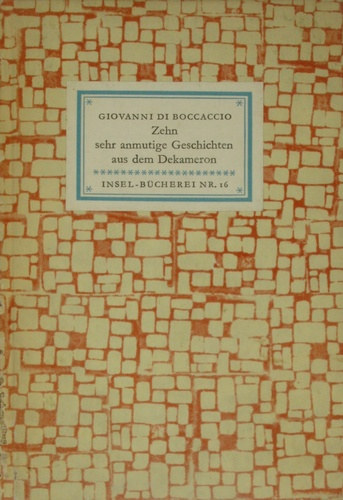 GIOVANNI DI BOCCACCIO
Zehn
sehr anmutige Geschichten
aus dem Dekameron
INSEL-BÜCHEREI NR. 16